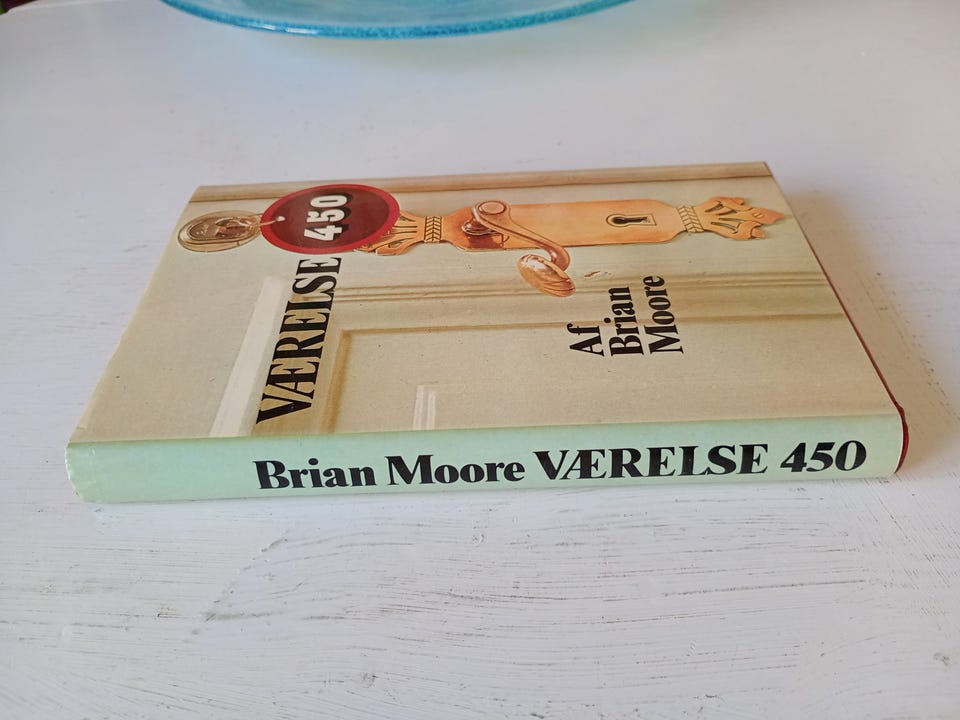 VÆRELSE 450
Af
Brian
Moore
Brian Moore VÆRELSE 450